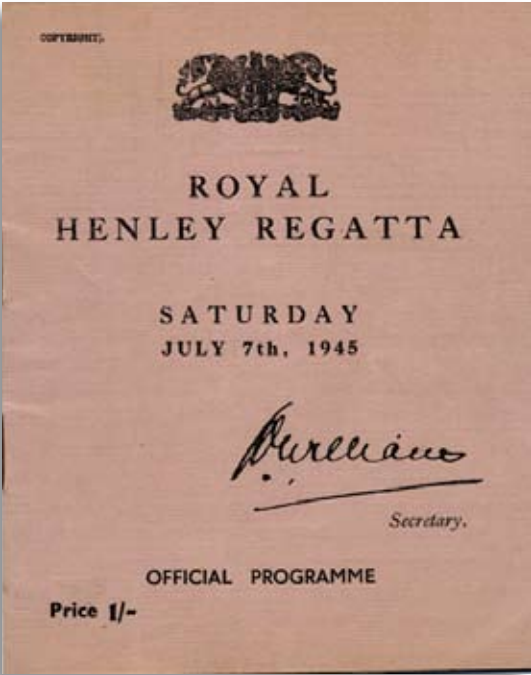 COPYRIGHT).
ROYAL
HENLEY REGATTA
SATURDAY
JULY 7th, 1945
Secretary.
OFFICIAL PROGRAMME
Price 1/-